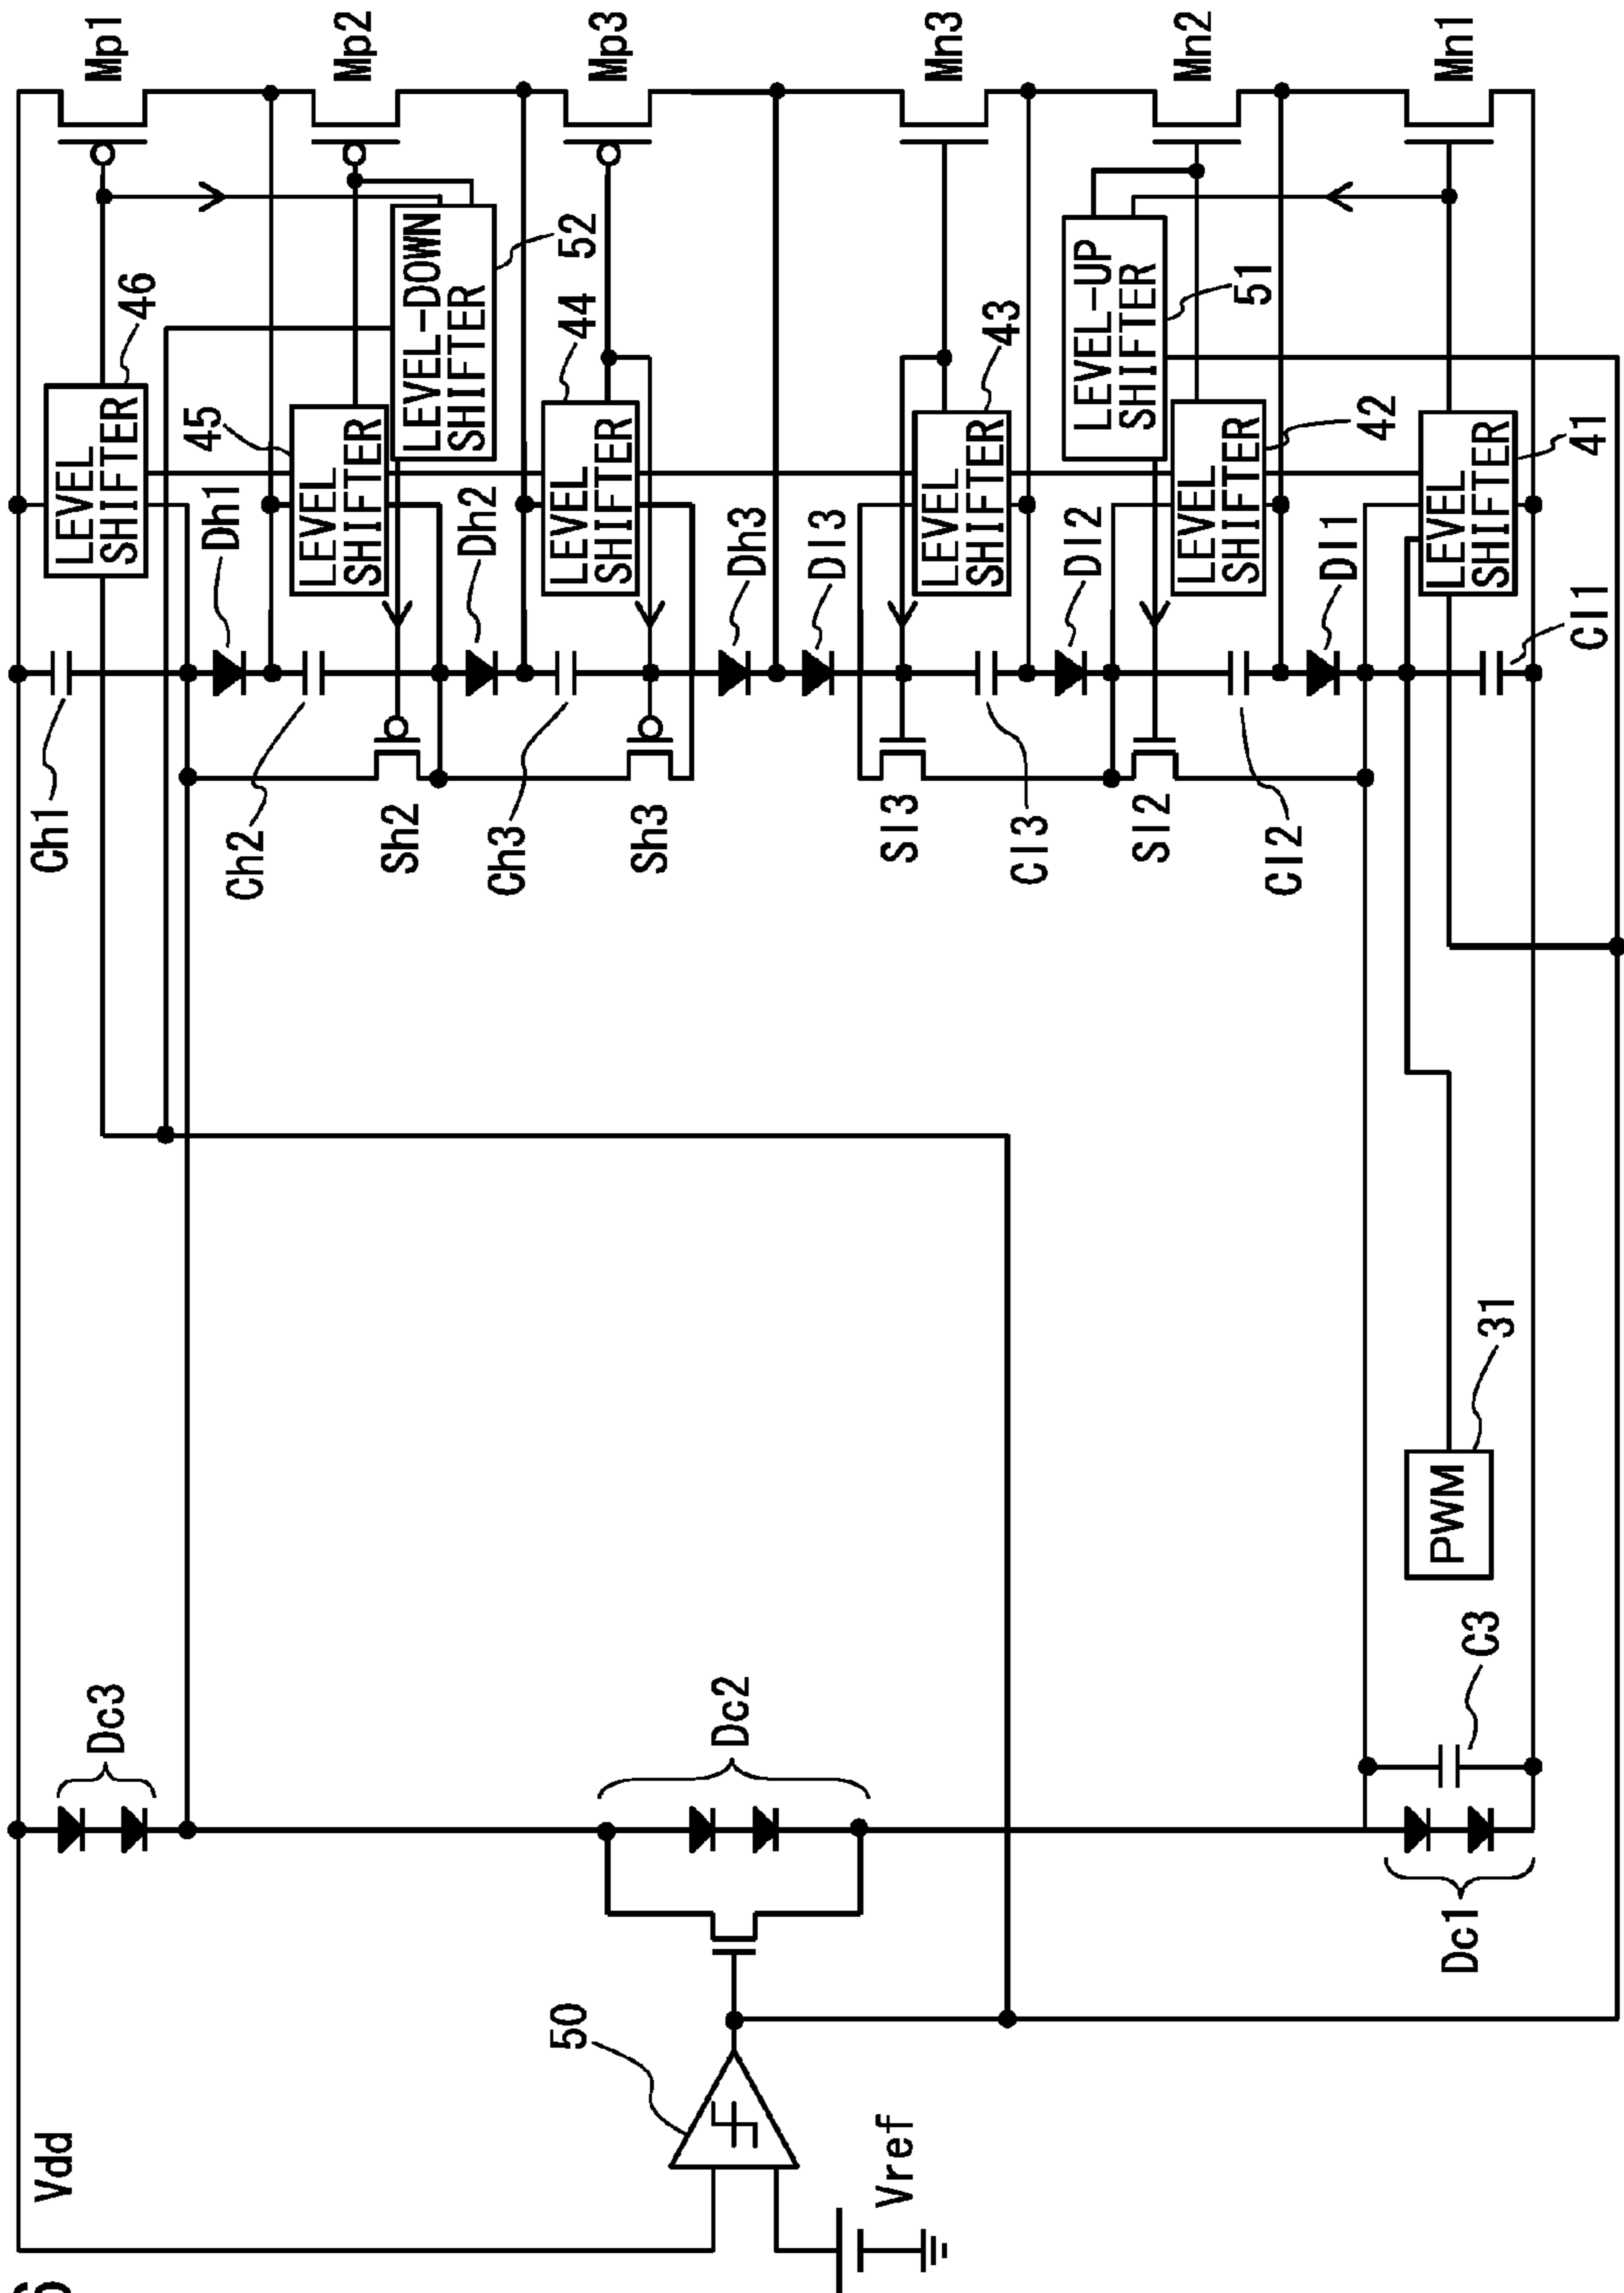 6
Vdd
50
Vref
Dc3
Dc2
Dc1
C3
PWM
31
Ch1
Ch2
Sh2
Ch3
Sh3
Sl3
Cl3
Sl2
Cl2
Cl1
LEVEL
SHIFTER
46
Dh1
45
LEVEL
SHIFTER
LEVEL-DOWN
SHIFTER
52
Dh2
44
LEVEL
SHIFTER
Dh3
Dl3
LEVEL
SHIFTER
43
Dl2
LEVEL-UP
SHIFTER
51
LEVEL
SHIFTER
42
Dl1
LEVEL
SHIFTER
41
Mp1
Mp2
Mp3
Mn3
Mn2
Mn1